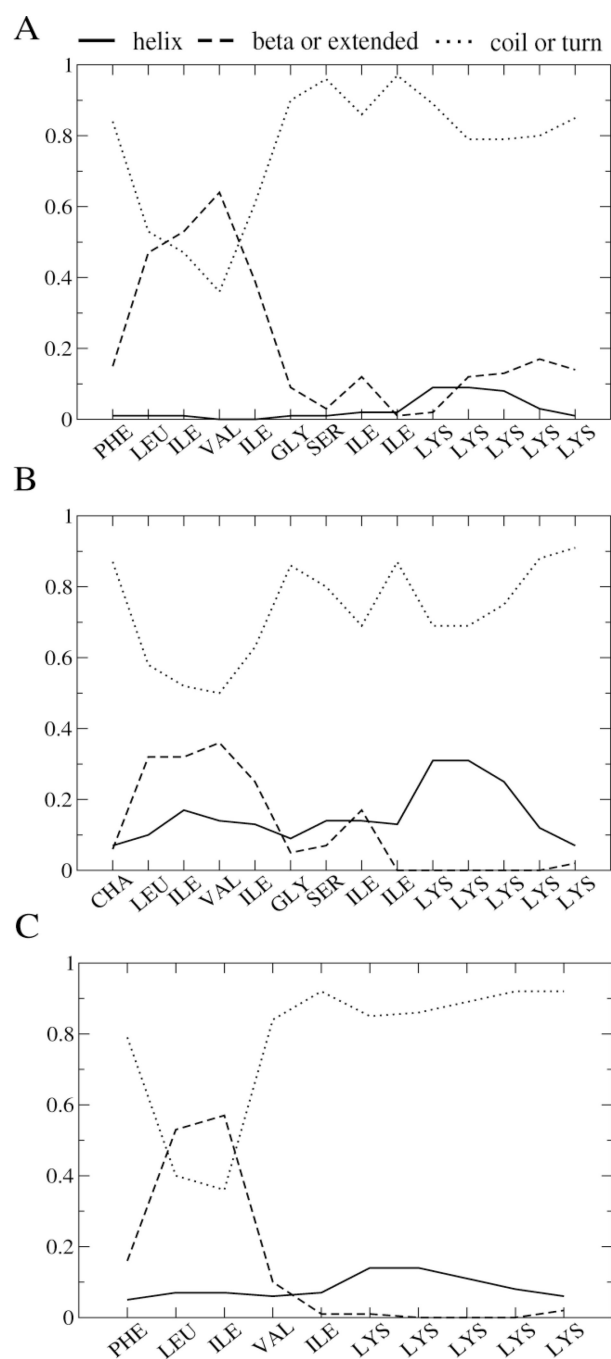 A
helix beta or extended coil or turn
1
0.8
0.6
0.4
0.2
0
PHE LEU ILE VAL ILE GLY SER ILE ILE LYS LYS LYS LYS LYS
B
1
0.8
0.6
0.4
0.2
0
CHA LEU ILE VAL ILE GLY SER ILE ILE LYS LYS LYS LYS LYS
C
1
0.8
0.6
0.4
0.2
0
PHE LEU ILE VAL ILE LYS LYS LYS LYS LYS